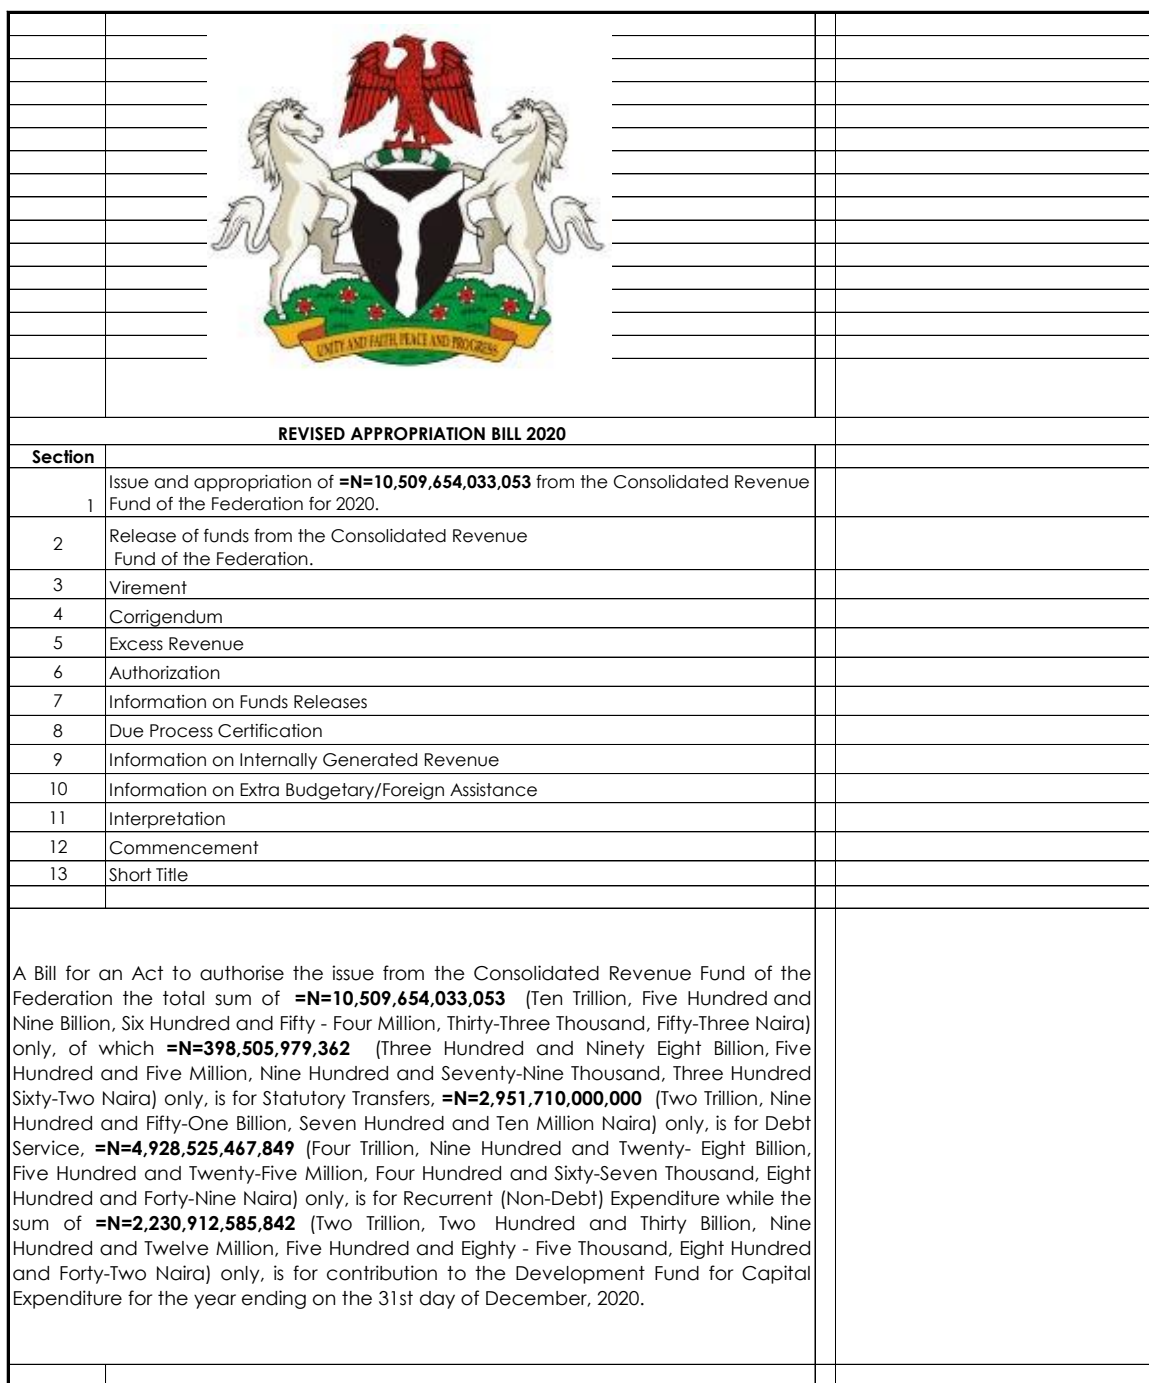 UNITY AND FAITH, PEACE AND PROGRESS
REVISED APPROPRIATION BILL 2020
Section
Issue and appropriation of =N=10,509,654,033,053 from the Consolidated Revenue
1 Fund of the Federation for 2020.
2 Release of funds from the Consolidated Revenue
Fund of the Federation.
3 Virement
4 Corrigendum
5 Excess Revenue
6 Authorization
7 Information on Funds Releases
8 Due Process Certification
9 Information on Internally Generated Revenue
10 Information on Extra Budgetary/Foreign Assistance
11 Interpretation
12 Commencement
13 Short Title
A Bill for an Act to authorise the issue from the Consolidated Revenue Fund of the
Federation the total sum of =N=10,509,654,033,053 (Ten Trillion, Five Hundred and
Nine Billion, Six Hundred and Fifty - Four Million, Thirty-Three Thousand, Fifty-Three Naira)
only, of which =N=398,505,979,362 (Three Hundred and Ninety Eight Billion, Five
Hundred and Five Million, Nine Hundred and Seventy-Nine Thousand, Three Hundred
Sixty-Two Naira) only, is for Statutory Transfers, =N=2,951,710,000,000 (Two Trillion, Nine
Hundred and Fifty-One Billion, Seven Hundred and Ten Million Naira) only, is for Debt
Service, =N=4,928,525,467,849 (Four Trillion, Nine Hundred and Twenty- Eight Billion,
Five Hundred and Twenty-Five Million, Four Hundred and Sixty-Seven Thousand, Eight
Hundred and Forty-Nine Naira) only, is for Recurrent (Non-Debt) Expenditure while the
sum of =N=2,230,912,585,842 (Two Trillion, Two Hundred and Thirty Billion, Nine
Hundred and Twelve Million, Five Hundred and Eighty - Five Thousand, Eight Hundred
and Forty-Two Naira) only, is for contribution to the Development Fund for Capital
Expenditure for the year ending on the 31st day of December, 2020.